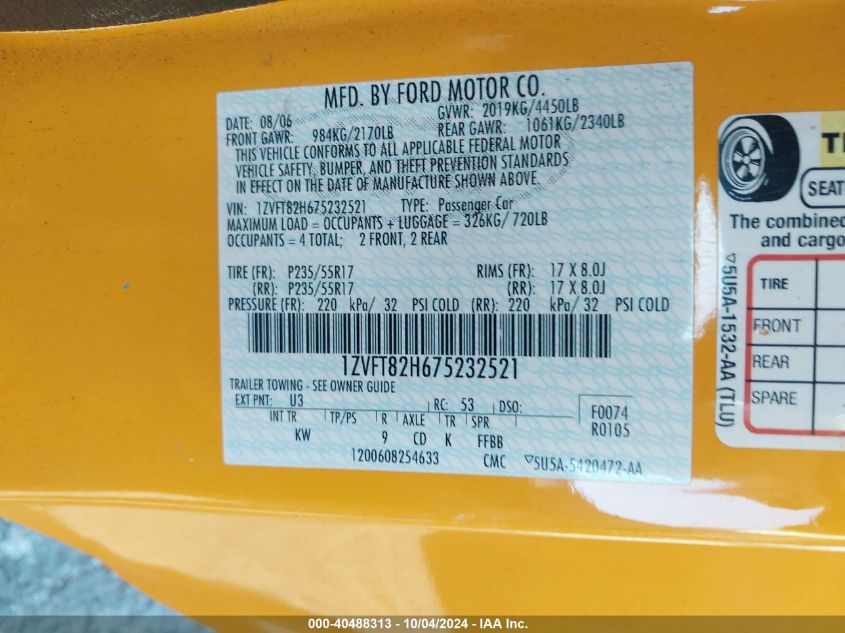 MFD. BY FORD MOTOR CO.
DATE: 08/06 GVWR: 2019KG/4450LB
FRONT GAWR: 984KG/2170LB REAR GAWR: 1061KG/2340LB
THIS VEHICLE CONFORMS TO ALL APPLICABLE FEDERAL MOTOR
VEHICLE SAFETY, BUMPER, AND THEFT PREVENTION STANDARDS
IN EFFECT ON THE DATE OF MANUFACTURE SHOWN ABOVE
VIN: 1ZVFT82H675232521 TYPE: Passenger Car
MAXIMUM LOAD = OCCUPANTS + LUGGAGE = 326KG/ 720LB
OCCUPANTS = 4 TOTAL; 2 FRONT, 2 REAR
TIRE (FR): P235/55R17 RIMS (FR): 17 X 8.0J
(RR): P235/55R17 (RR): 17 X 8.0J
PRESSURE (FR): 220 kPa/ 32 PSI COLD (RR): 220 kPa/ 32 PSI COLD
1ZVFT82H675232521
TRAILER TOWING - SEE OWNER GUIDE
EXT PNT: U3 RC: 53 DSO:
F0074
R0105
INT TR TP/PS R AXLE TR SPR
KW 9 CD K FFBB
1200608254633 CMC ▽5U5A-5420472-AA
SEAT
The combined
and cargo
TIRE
FRONT
REAR
SPARE
▽5U5A-1532-AA (TLU)
000-40488313 - 10/04/2024 - IAA Inc.